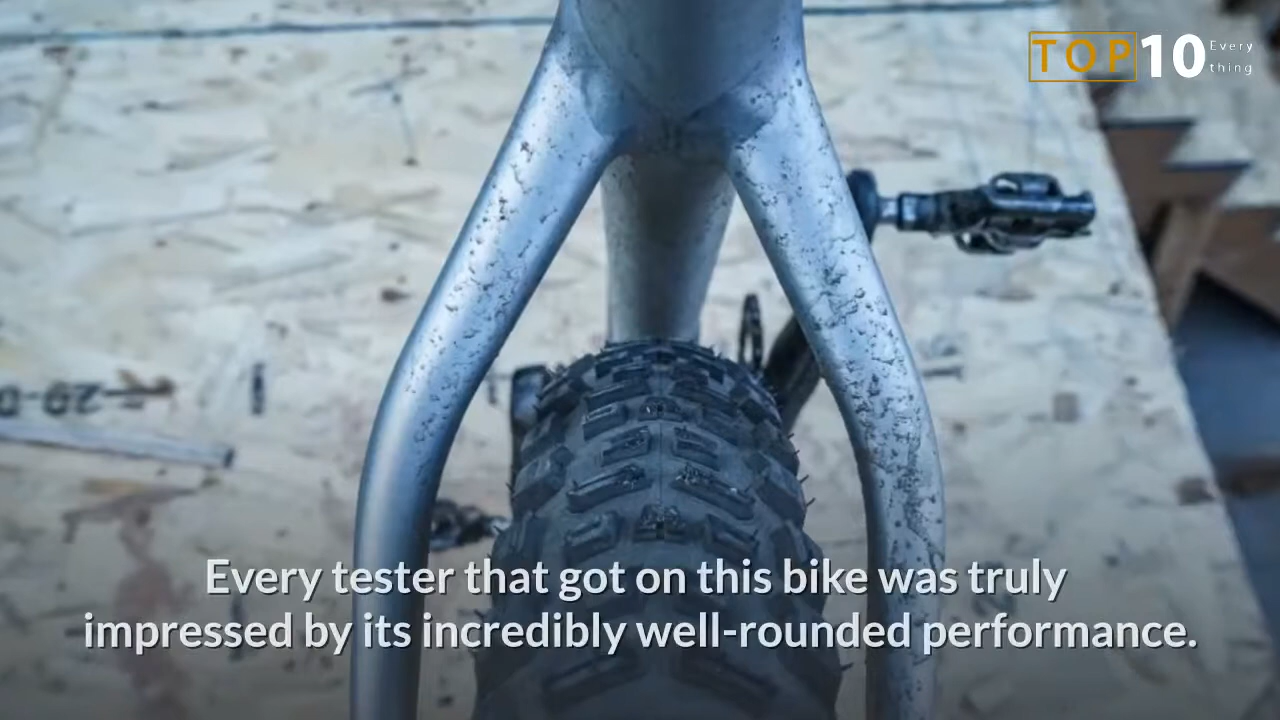 TOP10 Every
thing
Every tester that got on this bike was truly
impressed by its incredibly well-rounded performance.